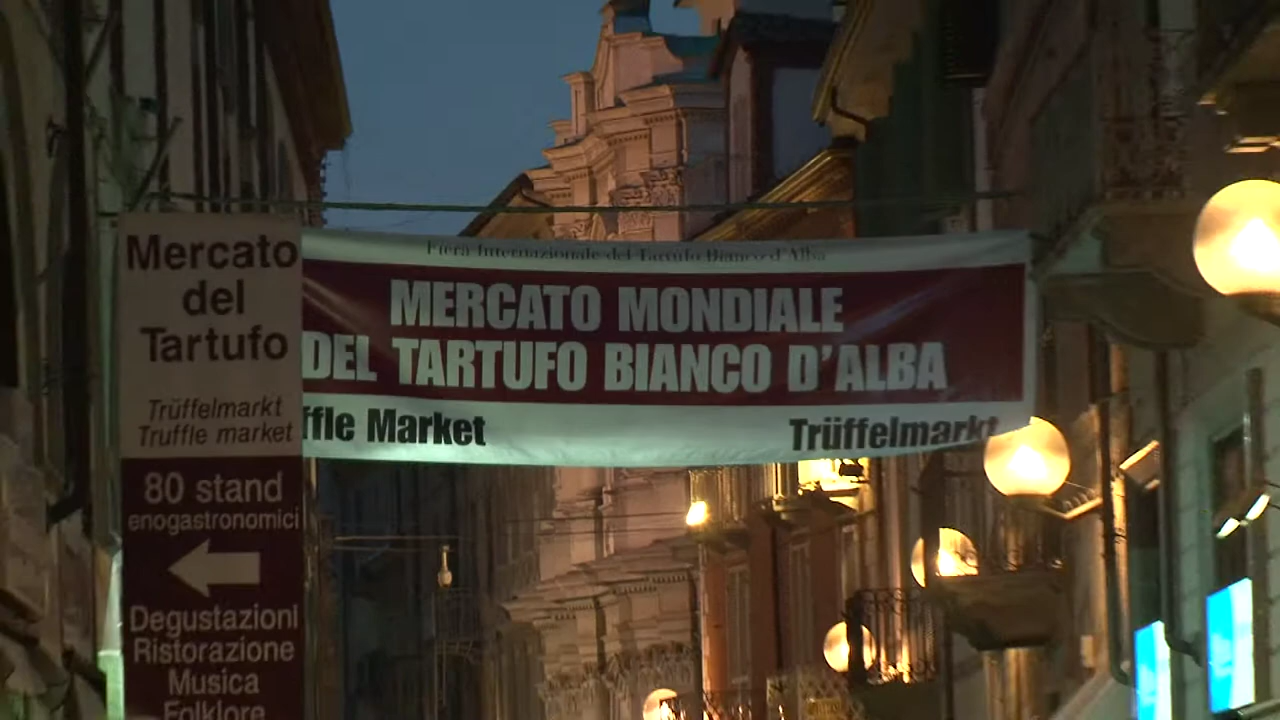 Mercato
del
Tartufo
Trüffelmarkt
Truffle market
80 stand
enogastronomici
Degustazioni
Ristorazione
Musica
Folklore
Fiera Internazionale del Tartufo Bianco d'Alba
MERCATO MONDIALE
DEL TARTUFO BIANCO D'ALBA
ffle Market Trüffelmarkt